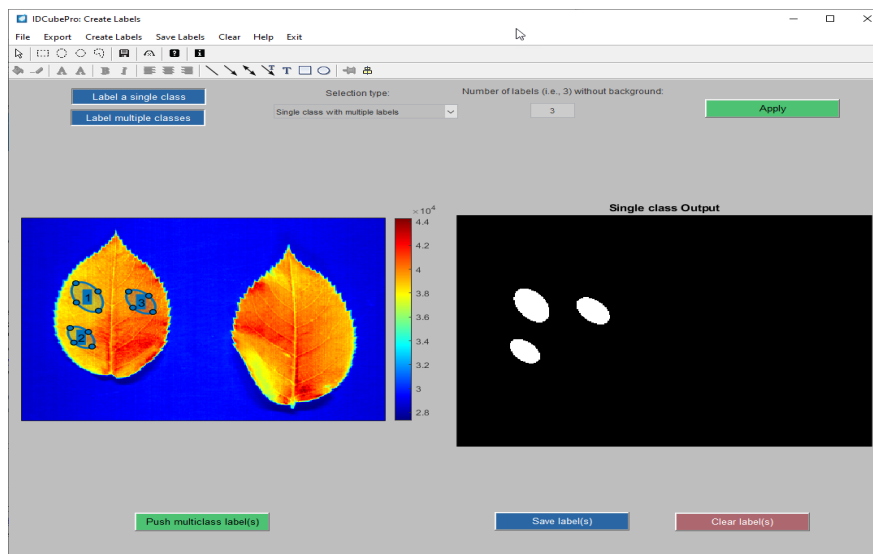 IDCubePro: Create Labels
File Export Create Labels Save Labels Clear Help Exit
Label a single class
Label multiple classes
Selection type:
Single class with multiple labels
Number of labels (i.e., 3) without background:
3
Apply
×10⁴
4.4
4.2
4
3.8
3.6
3.4
3.2
3
2.8
1
2
3
Single class Output
Push multiclass label(s)
Save label(s)
Clear label(s)